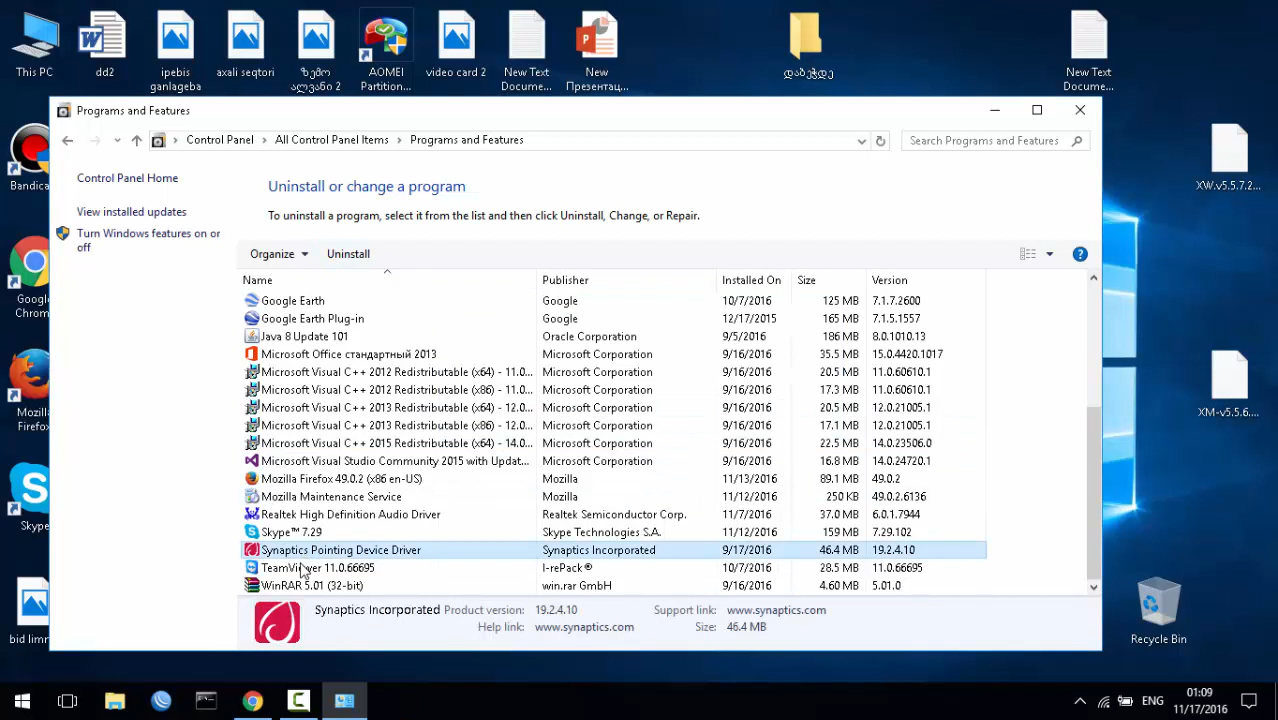 This PC
dd2
ipebis
ganlageba
axali seqtori
ზემო
ალვანი 2
AOMEI
Partition...
video card 2
New Text
Docume...
New
Презентац...
დაბეჭდე
New Text
Docume...
Programs and Features
Control Panel
All Control Panel Items
Programs and Features
Search Programs and Features
Control Panel Home
View installed updates
Turn Windows features on or
off
Uninstall or change a program
To uninstall a program, select it from the list and then click Uninstall, Change, or Repair.
Organize Uninstall
Name Publisher Installed On Size Version
Google Earth Google 10/7/2016 125 MB 7.1.7.2600
Google Earth Plug-in Google 12/17/2015 165 MB 7.1.5.1557
Java 8 Update 101 Oracle Corporation 9/5/2016 186 MB 8.0.1010.13
Microsoft Office стандартный 2013 Microsoft Corporation 9/16/2016 35.5 MB 15.0.4420.1017
Microsoft Visual C++ 2012 Redistributable (x64) - 11.0... Microsoft Corporation 9/16/2016 20.5 MB 11.0.60610.1
Microsoft Visual C++ 2012 Redistributable (x86) - 11.0... Microsoft Corporation 9/16/2016 17.3 MB 11.0.60610.1
Microsoft Visual C++ 2013 Redistributable (x64) - 12.0... Microsoft Corporation 9/16/2016 20.5 MB 12.0.21005.1
Microsoft Visual C++ 2013 Redistributable (x86) - 12.0... Microsoft Corporation 9/16/2016 17.1 MB 12.0.21005.1
Microsoft Visual C++ 2015 Redistributable (x64) - 14.0... Microsoft Corporation 9/16/2016 22.5 MB 14.0.23506.0
Microsoft Visual Studio Community 2015 with Updat... Microsoft Corporation 9/16/2016 16.8 MB 14.0.24720.1
Mozilla Firefox 49.0.2 (x86 en-US) Mozilla 11/13/2016 89.1 MB 49.0.2
Mozilla Maintenance Service Mozilla 11/12/2016 250 KB 49.0.2.6136
Realtek High Definition Audio Driver Realtek Semiconductor Corp. 11/7/2016 37.0 MB 6.0.1.7944
Skype™ 7.29 Skype Technologies S.A. 11/12/2016 159 MB 7.29.102
Synaptics Pointing Device Driver Synaptics Incorporated 9/17/2016 46.4 MB 19.2.4.10
TeamViewer 11.0.66695 l-rePack® 10/7/2016 28.5 MB 11.0.66695
WinRAR 5.01 (32-bit) win.rar GmbH 9/16/2016 4.60 MB 5.01.0
Synaptics Incorporated Product version: 19.2.4.10 Support link: www.synaptics.com
Help link: www.synaptics.com Size: 46.4 MB
Bandica
Google
Chrom
Mozill
Firefox
Skype
bid limr
XW.v5.5.7.2...
XM-v5.5.6....
Recycle Bin
ENG
01:09
11/17/2016